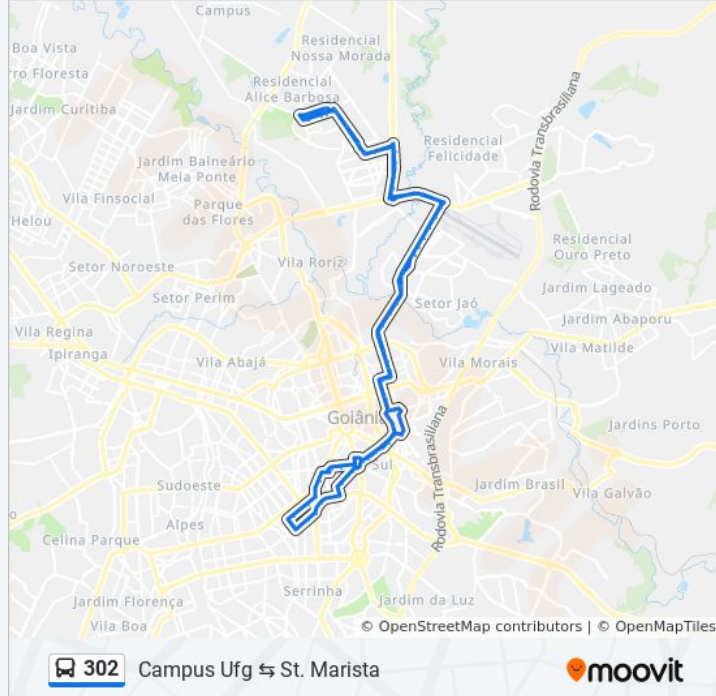 Campus
Boa Vista
rro Floresta
Residencial
Nossa Morada
Residencial
Alice Barbosa
Jardim Curitiba
Jardim Balneário
Meia Ponte
Residencial
Felicidade
Rodovia Transbrasiliana
Vila Finsocial
Parque
das Flores
Helou
Residencial
Ouro Preto
Setor Noroeste
Vila Roriz
Setor Perim
Setor Jaó
Jardim Lageado
Jardim Abaporu
Vila Regina
Ipiranga
Vila Matilde
Vila Abajá
Vila Morais
Goiâni
Jardins Porto
Rodovia Transbrasiliana
Sul
Sudoeste
Jardim Brasil
Vila Galvão
o
Alpes
Celina Parque
Serrinha
Jardim Florença
Jardim da Luz
Vila Boa
© OpenStreetMap contributors | © OpenMapTiles
302 Campus Ufg ⇆ St. Marista
moovit